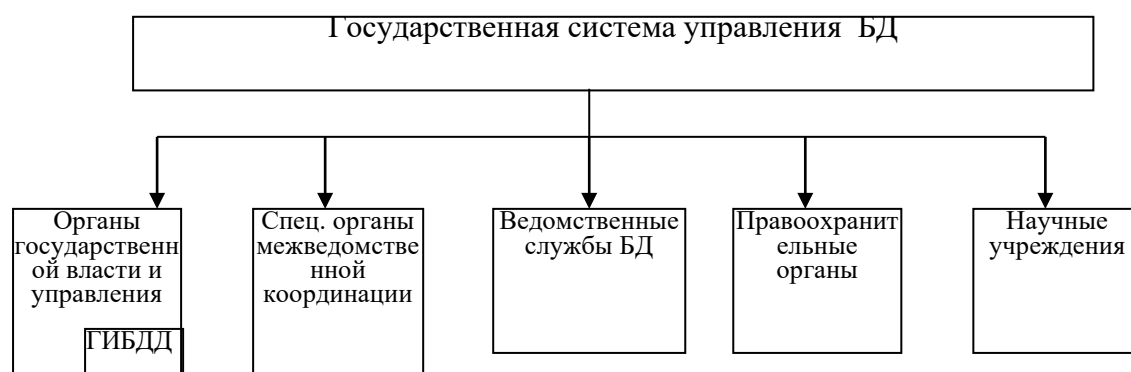 Государственная система управления БД
Органы
государственн
ой власти и
управления
ГИБДД
Спец. органы
межведомстве
нной
координации
Ведомственные
службы БД
Правоохранит
ельные
органы
Научные
учреждения